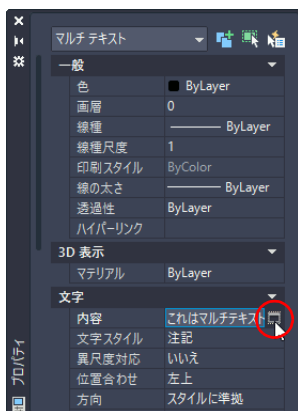 マルチ テキスト
一般
色 ByLayer
画層 0
線種 ByLayer
線種尺度 1
印刷スタイル ByColor
線の太さ ByLayer
透過性 ByLayer
ハイパーリンク
3D 表示
マテリアル ByLayer
文字
内容 これはマルチテキスト
文字スタイル 注記
異尺度対応 いいえ
位置合わせ 左上
方向 スタイルに準拠
プロパティ